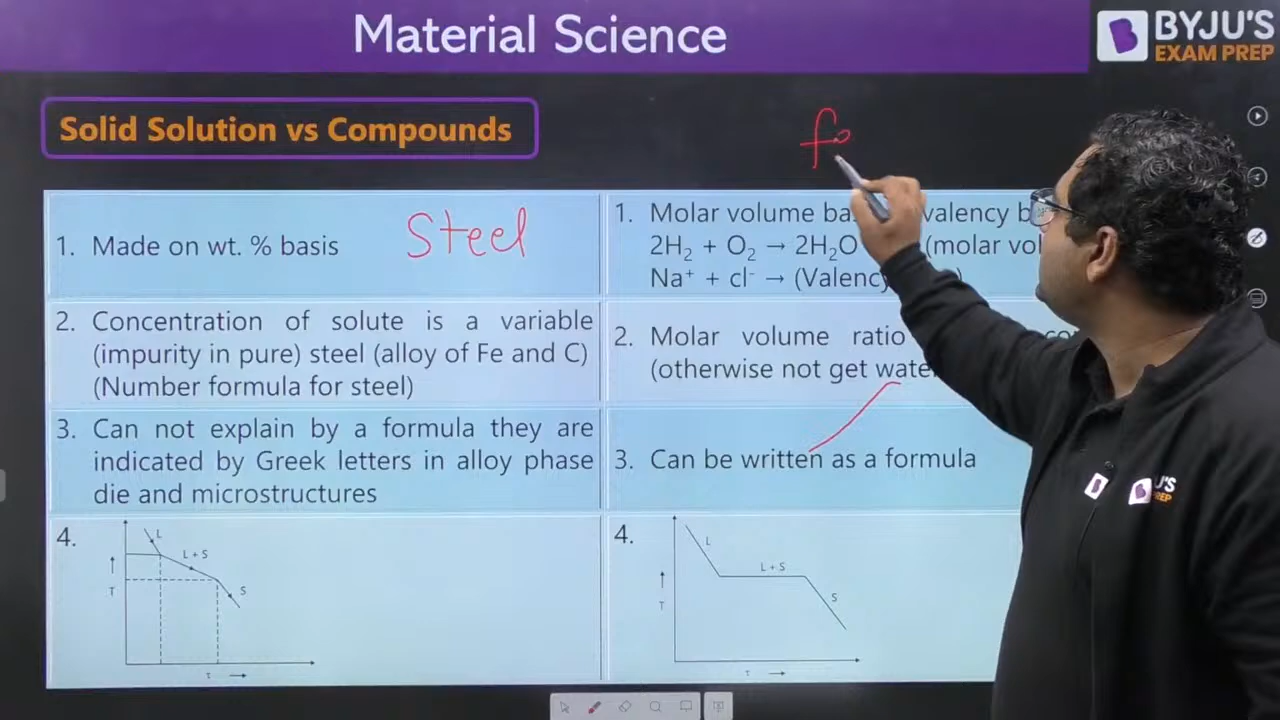 Material Science
BYJU'S
EXAM PREP
Solid Solution vs Compounds
fe
1. Made on wt. % basis
Steel
1. Molar volume valency
2H₂ + O₂ → 2H₂O (molar
Na⁺ + cl⁻ → (Valency
2. Concentration of solute is a variable
(impurity in pure) steel (alloy of Fe and C)
(Number formula for steel)
2. Molar volume ratio
(otherwise not get water
3. Can not explain by a formula they are
indicated by Greek letters in alloy phase
die and microstructures
3. Can be written as a formula
4.
L
L + S
S
T
τ
4.
L
L + S
S
T
τ